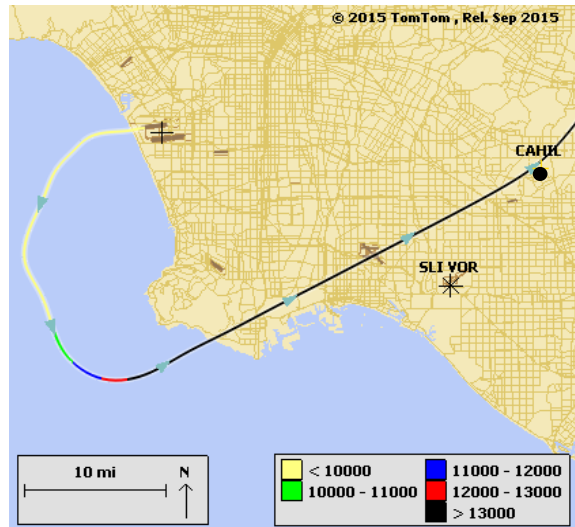 © 2015 TomTom , Rel. Sep 2015
CAHIL
SLI VOR
10 mi
N
< 10000
10000 - 11000
11000 - 12000
12000 - 13000
> 13000